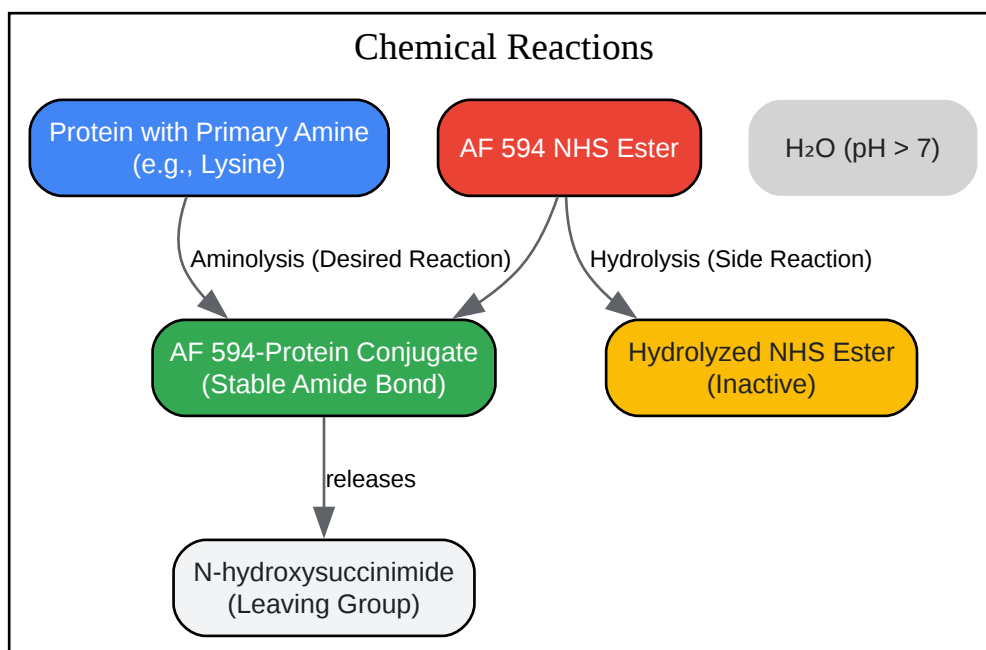 Chemical Reactions
Protein with Primary Amine
(e.g., Lysine)
AF 594 NHS Ester
H₂O (pH > 7)
Aminolysis (Desired Reaction)
Hydrolysis (Side Reaction)
AF 594-Protein Conjugate
(Stable Amide Bond)
Hydrolyzed NHS Ester
(Inactive)
releases
N-hydroxysuccinimide
(Leaving Group)